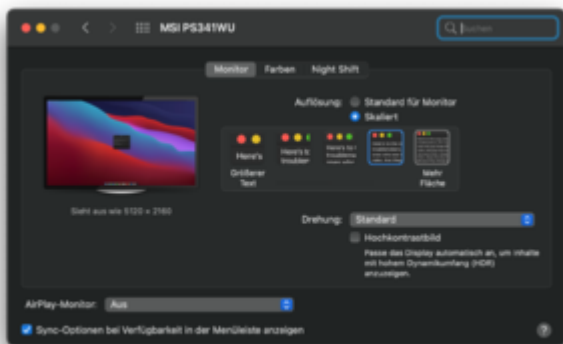 MSI PS341WU
Suchen
Monitor Farben Night Shift
Auflösung: Standard für Monitor
Skaliert
Here's
Größerer Text
Mehr Fläche
Sieht aus wie 5120 × 2160
Drehung: Standard
Hochkontrastbild
Passe das Display automatisch an, um Inhalte
mit hohem Dynamikumfang (HDR)
anzuzeigen.
AirPlay-Monitor: Aus
Sync-Optionen bei Verfügbarkeit in der Menüleiste anzeigen
?